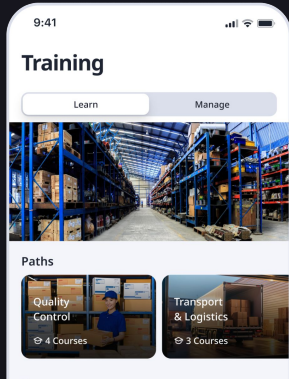 9:41
Training
Learn
Manage
Paths
Quality
Control
4 Courses
Transport
& Logistics
3 Courses